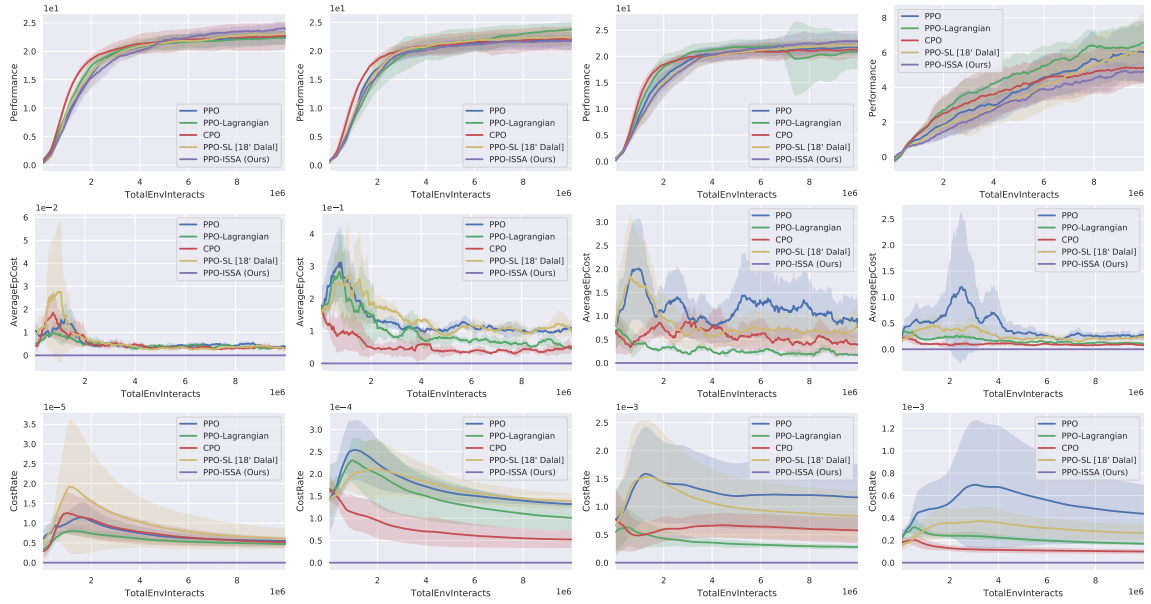 1e1
2.5
2.0
1.5
1.0
0.5
0.0
Performance
2 4 6 8
TotalEnvInteracts
1e6
PPO
PPO-Lagrangian
CPO
PPO-SL [18' Dalal]
PPO-ISSA (Ours)
1e1
2.5
2.0
1.5
1.0
0.5
0.0
Performance
2 4 6 8
TotalEnvInteracts
1e6
PPO
PPO-Lagrangian
CPO
PPO-SL [18' Dalal]
PPO-ISSA (Ours)
1e1
2.5
2.0
1.5
1.0
0.5
0.0
Performance
2 4 6 8
TotalEnvInteracts
1e6
PPO
PPO-Lagrangian
CPO
PPO-SL [18' Dalal]
PPO-ISSA (Ours)
8
6
4
2
0
Performance
2 4 6 8 10
TotalEnvInteracts
1e6
PPO
PPO-Lagrangian
CPO
PPO-SL [18' Dalal]
PPO-ISSA (Ours)
1e−2
6
5
4
3
2
1
0
AverageEpCost
2 4 6 8
TotalEnvInteracts
1e6
PPO
PPO-Lagrangian
CPO
PPO-SL [18' Dalal]
PPO-ISSA (Ours)
1e−1
4
3
2
1
0
AverageEpCost
2 4 6 8
TotalEnvInteracts
1e6
PPO
PPO-Lagrangian
CPO
PPO-SL [18' Dalal]
PPO-ISSA (Ours)
3.0
2.5
2.0
1.5
1.0
0.5
0.0
AverageEpCost
2 4 6 8
TotalEnvInteracts
1e6
PPO
PPO-Lagrangian
CPO
PPO-SL [18' Dalal]
PPO-ISSA (Ours)
2.5
2.0
1.5
1.0
0.5
0.0
AverageEpCost
2 4 6 8 10
TotalEnvInteracts
1e6
PPO
PPO-Lagrangian
CPO
PPO-SL [18' Dalal]
PPO-ISSA (Ours)
1e−5
3.5
3.0
2.5
2.0
1.5
1.0
0.5
0.0
CostRate
2 4 6 8
TotalEnvInteracts
1e6
PPO
PPO-Lagrangian
CPO
PPO-SL [18' Dalal]
PPO-ISSA (Ours)
1e−4
3.0
2.5
2.0
1.5
1.0
0.5
0.0
CostRate
2 4 6 8
TotalEnvInteracts
1e6
PPO
PPO-Lagrangian
CPO
PPO-SL [18' Dalal]
PPO-ISSA (Ours)
1e−3
2.5
2.0
1.5
1.0
0.5
0.0
CostRate
2 4 6 8
TotalEnvInteracts
1e6
PPO
PPO-Lagrangian
CPO
PPO-SL [18' Dalal]
PPO-ISSA (Ours)
1e−3
1.2
1.0
0.8
0.6
0.4
0.2
0.0
CostRate
2 4 6 8 10
TotalEnvInteracts
1e6
PPO
PPO-Lagrangian
CPO
PPO-SL [18' Dalal]
PPO-ISSA (Ours)